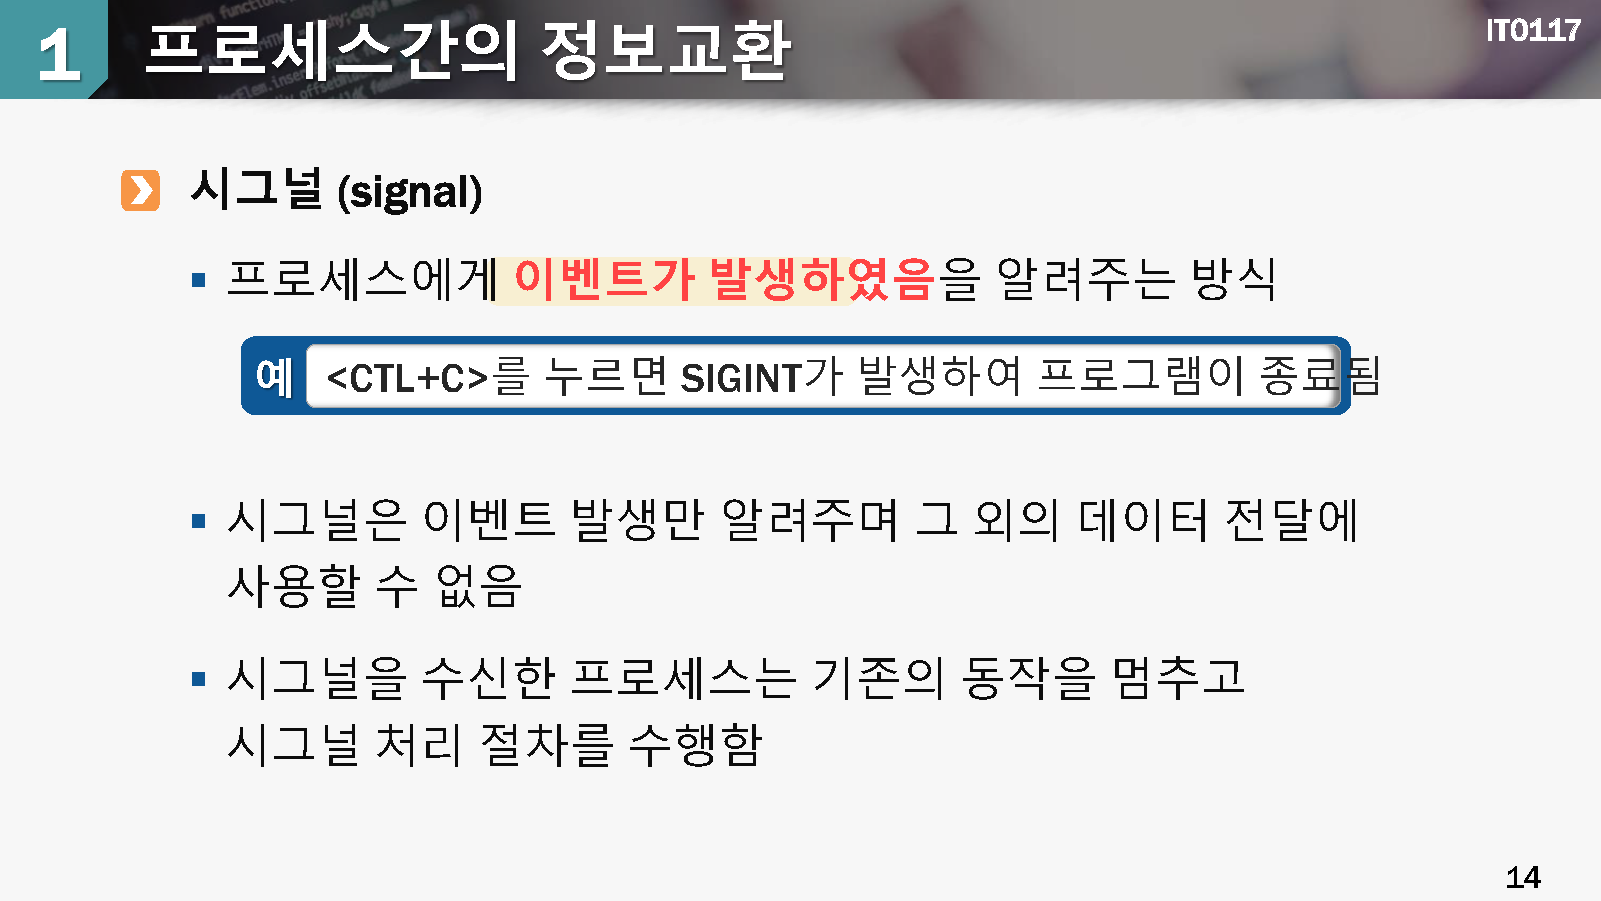 1 프로세스간의 정보교환
IT0117
시그널 (signal)
프로세스에게 이벤트가 발생하였음을 알려주는 방식
예 <CTL+C>를 누르면 SIGINT가 발생하여 프로그램이 종료됨
시그널은 이벤트 발생만 알려주며 그 외의 데이터 전달에
사용할 수 없음
시그널을 수신한 프로세스는 기존의 동작을 멈추고
시그널 처리 절차를 수행함
14